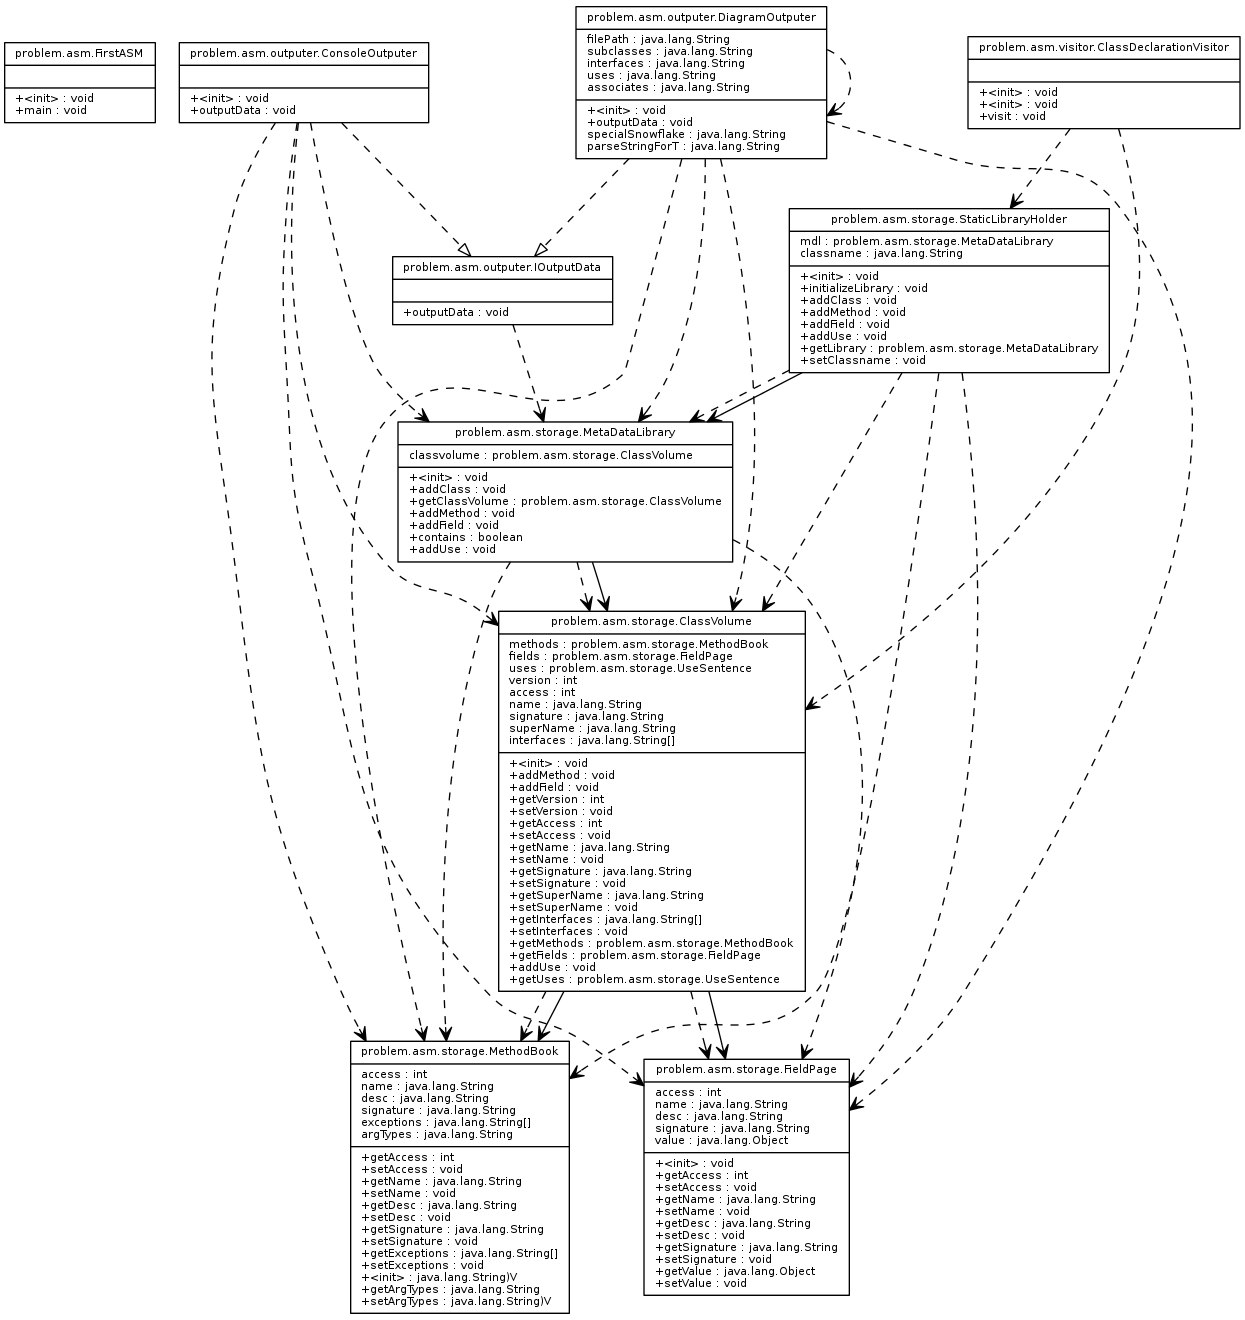 problem.asm.FirstASM
+<init> : void
+main : void
problem.asm.outputer.ConsoleOutputer
+<init> : void
+outputData : void
problem.asm.outputer.DiagramOutputer
filePath : java.lang.String
subclasses : java.lang.String
interfaces : java.lang.String
uses : java.lang.String
associates : java.lang.String
+<init> : void
+outputData : void
specialSnowflake : java.lang.String
parseStringForT : java.lang.String
problem.asm.visitor.ClassDeclarationVisitor
+<init> : void
+<init> : void
+visit : void
problem.asm.storage.StaticLibraryHolder
mdl : problem.asm.storage.MetaDataLibrary
classname : java.lang.String
+<init> : void
+initializeLibrary : void
+addClass : void
+addMethod : void
+addField : void
+addUse : void
+getLibrary : problem.asm.storage.MetaDataLibrary
+setClassname : void
problem.asm.outputer.IOutputData
+outputData : void
problem.asm.storage.MetaDataLibrary
classvolume : problem.asm.storage.ClassVolume
+<init> : void
+addClass : void
+getClassVolume : problem.asm.storage.ClassVolume
+addMethod : void
+addField : void
+contains : boolean
+addUse : void
problem.asm.storage.ClassVolume
methods : problem.asm.storage.MethodBook
fields : problem.asm.storage.FieldPage
uses : problem.asm.storage.UseSentence
version : int
access : int
name : java.lang.String
signature : java.lang.String
superName : java.lang.String
interfaces : java.lang.String[]
+<init> : void
+addMethod : void
+addField : void
+getVersion : int
+setVersion : void
+getAccess : int
+setAccess : void
+getName : java.lang.String
+setName : void
+getSignature : java.lang.String
+setSignature : void
+getSuperName : java.lang.String
+setSuperName : void
+getInterfaces : java.lang.String[]
+setInterfaces : void
+getMethods : problem.asm.storage.MethodBook
+getFields : problem.asm.storage.FieldPage
+addUse : void
+getUses : problem.asm.storage.UseSentence
problem.asm.storage.MethodBook
access : int
name : java.lang.String
desc : java.lang.String
signature : java.lang.String
exceptions : java.lang.String[]
argTypes : java.lang.String
+getAccess : int
+setAccess : void
+getName : java.lang.String
+setName : void
+getDesc : java.lang.String
+setDesc : void
+getSignature : java.lang.String
+setSignature : void
+getExceptions : java.lang.String[]
+setExceptions : void
+<init> : java.lang.String)V
+getArgTypes : java.lang.String
+setArgTypes : java.lang.String)V
problem.asm.storage.FieldPage
access : int
name : java.lang.String
desc : java.lang.String
signature : java.lang.String
value : java.lang.Object
+<init> : void
+getAccess : int
+setAccess : void
+getName : java.lang.String
+setName : void
+getDesc : java.lang.String
+setDesc : void
+getSignature : java.lang.String
+setSignature : void
+getValue : java.lang.Object
+setValue : void